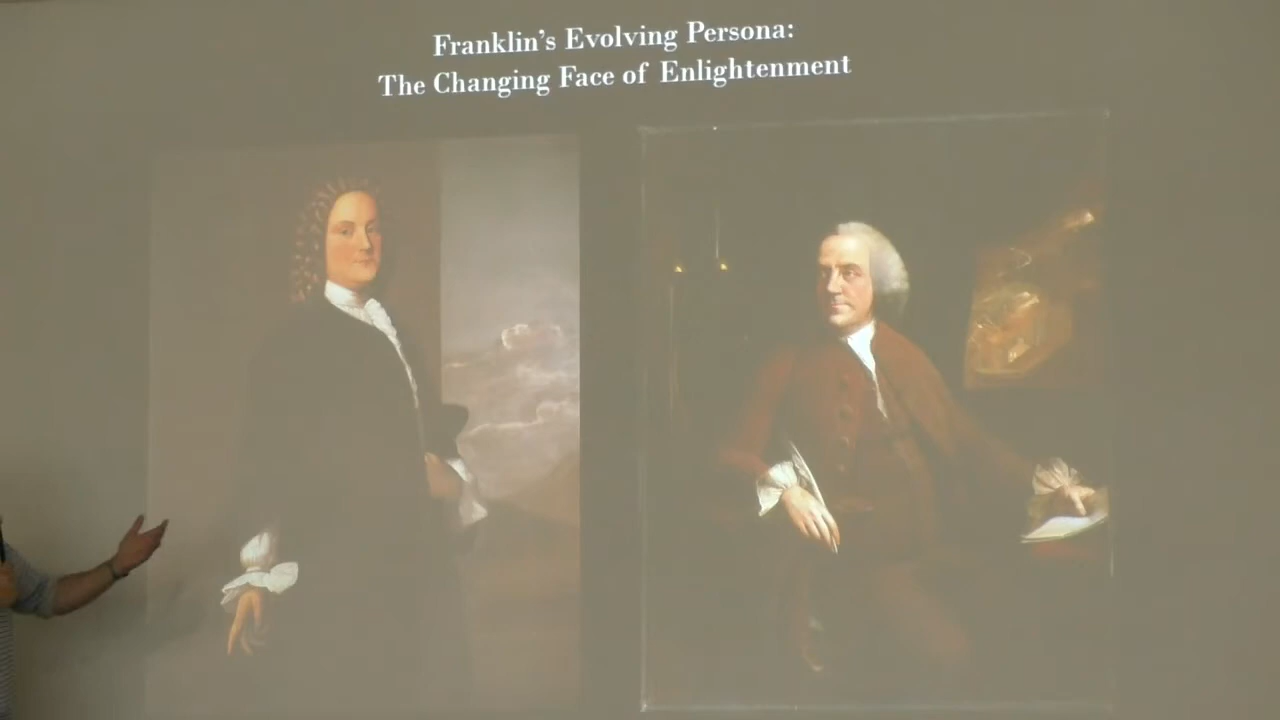 Franklin's Evolving Persona:
The Changing Face of Enlightenment